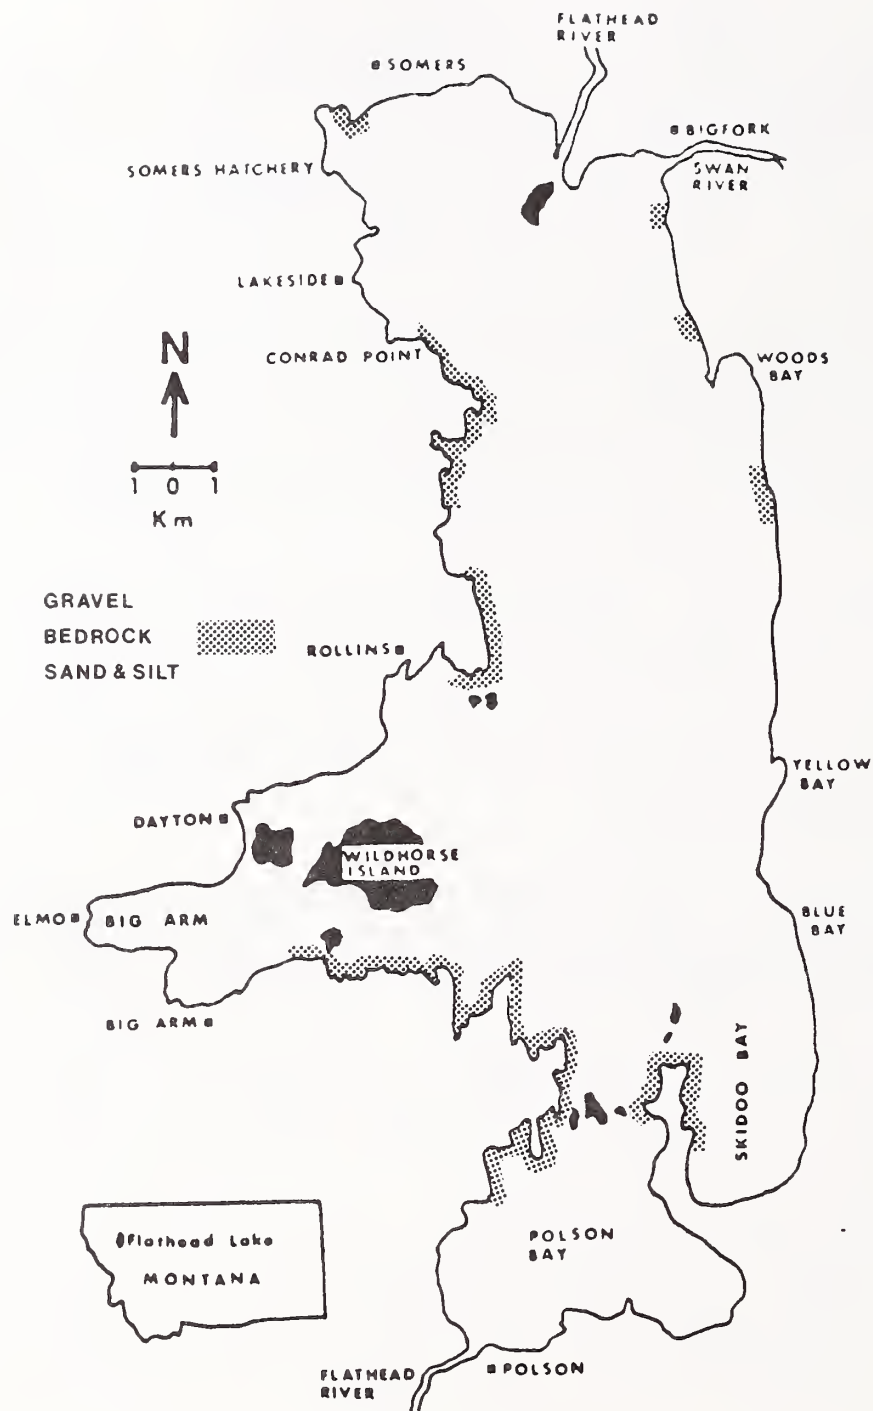 FLATHEAD
RIVER
SOMERS
BIGFORK
SOMERS HATCHERY
SWAN
RIVER
LAKESIDE
N
CONRAD POINT
WOODS
BAY
1 0 1
Km
GRAVEL
BEDROCK
SAND & SILT
ROLLINS
YELLOW
BAY
DAYTON
WILDHORSE
ISLAND
ELMO
BIG ARM
BLUE
BAY
BIG ARM
SKIDOO BAY
Flathead Lake
MONTANA
POLSON
BAY
FLATHEAD
RIVER
POLSON